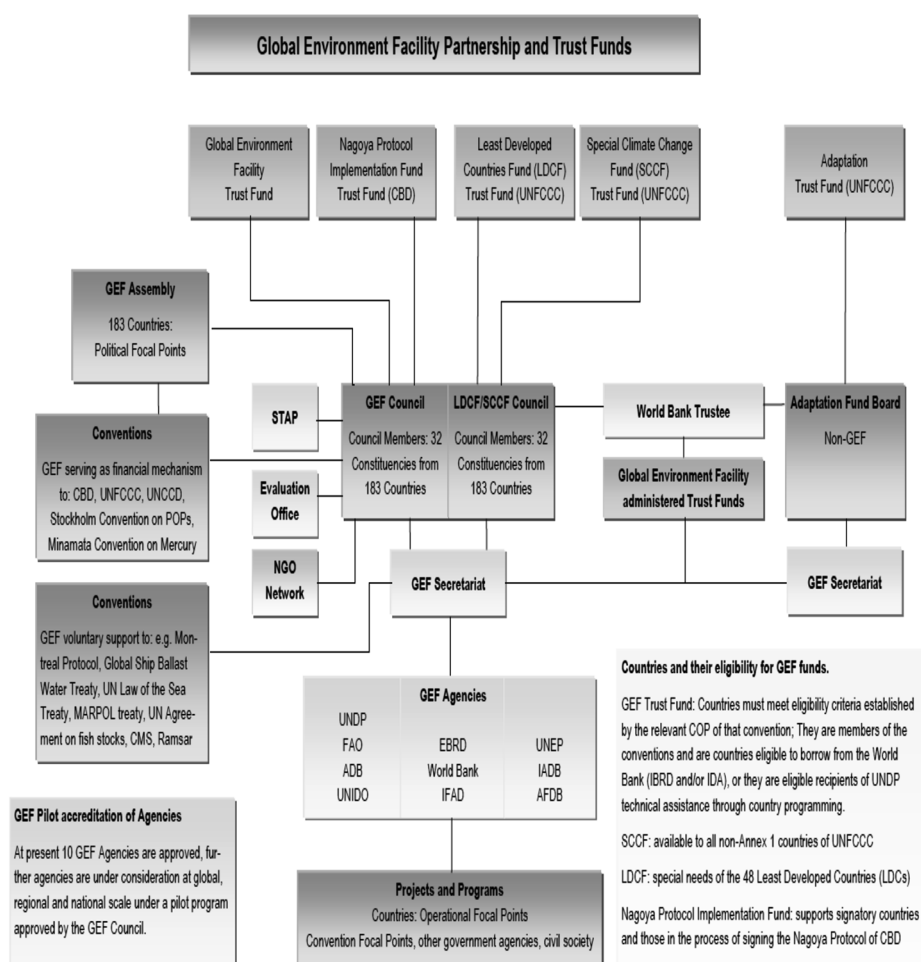 Global Environment Facility Partnership and Trust Funds
Global Environment
Facility
Trust Fund
Nagoya Protocol
Implementation Fund
Trust Fund (CBD)
Least Developed
Countries Fund (LDCF)
Trust Fund (UNFCCC)
Special Climate Change
Fund (SCCF)
Trust Fund (UNFCCC)
Adaptation
Trust Fund (UNFCCC)
GEF Assembly
183 Countries:
Political Focal Points
Conventions
GEF serving as financial mechanism
to: CBD, UNFCCC, UNCCD,
Stockholm Convention on POPs,
Minamata Convention on Mercury
STAP
Evaluation
Office
NGO
Network
GEF Council
Council Members: 32
Constituencies from
183 Countries
LDCF/SCCF Council
Council Members: 32
Constituencies from
183 Countries
World Bank Trustee
Global Environment Facility
administered Trust Funds
Adaptation Fund Board
Non-GEF
GEF Secretariat
GEF Secretariat
Conventions
GEF voluntary support to: e.g. Mon-
treal Protocol, Global Ship Ballast
Water Treaty, UN Law of the Sea
Treaty, MARPOL treaty, UN Agree-
ment on fish stocks, CMS, Ramsar
GEF Agencies
UNDP
FAO
ADB
UNIDO
EBRD
World Bank
IFAD
UNEP
IADB
AFDB
GEF Pilot accreditation of Agencies
At present 10 GEF Agencies are approved, fur-
ther agencies are under consideration at global,
regional and national scale under a pilot program
approved by the GEF Council.
Projects and Programs
Countries: Operational Focal Points
Convention Focal Points, other government agencies, civil society
Countries and their eligibility for GEF funds.
GEF Trust Fund: Countries must meet eligibility criteria established
by the relevant COP of that convention; They are members of the
conventions and are countries eligible to borrow from the World
Bank (IBRD and/or IDA), or they are eligible recipients of UNDP
technical assistance through country programming.
SCCF: available to all non-Annex 1 countries of UNFCCC
LDCF: special needs of the 48 Least Developed Countries (LDCs)
Nagoya Protocol Implementation Fund: supports signatory countries
and those in the process of signing the Nagoya Protocol of CBD